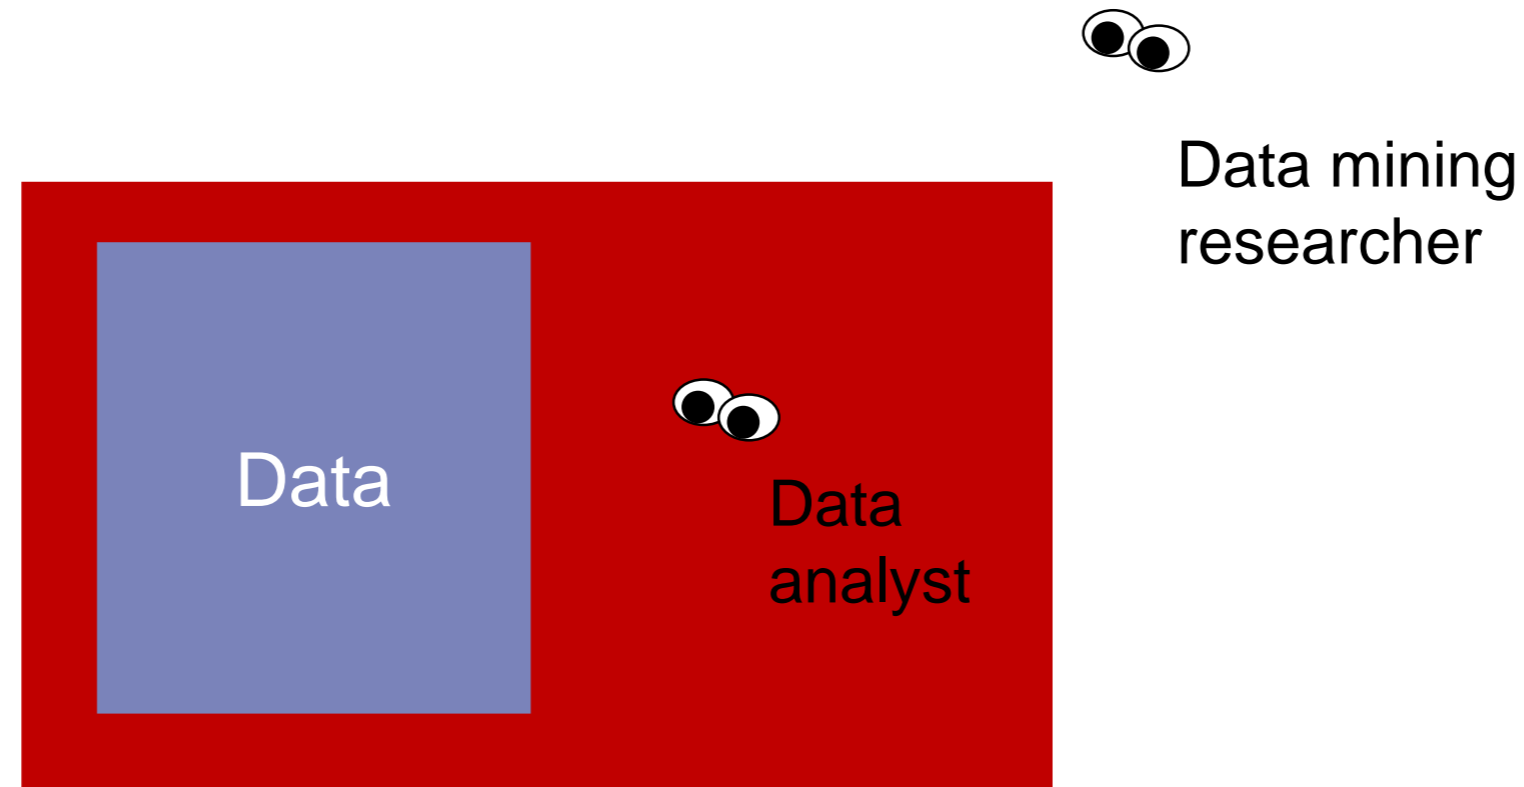 Data mining
researcher
Data
Data
analyst